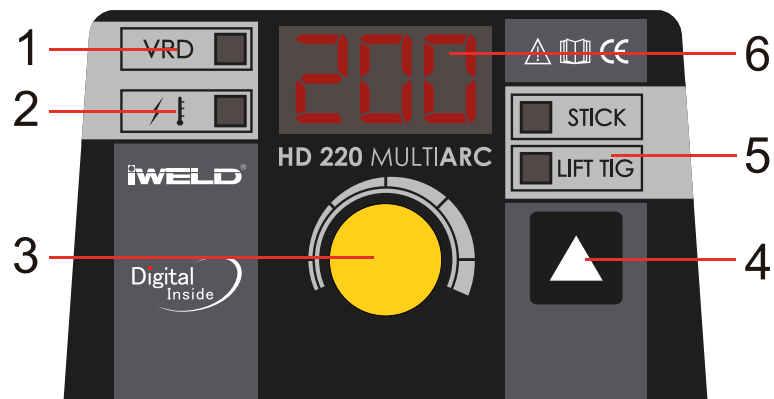 1
VRD
2
200
CE
6
STICK
LIFT TIG
5
HD 220 MULTIARC
iWELD®
3
Digital
Inside
4